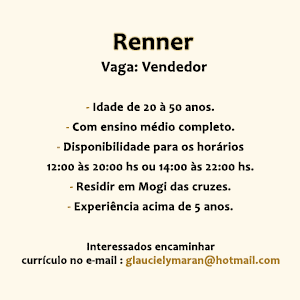 Renner
Vaga: Vendedor
- Idade de 20 à 50 anos.
- Com ensino médio completo.
- Disponibilidade para os horários
12:00 às 20:00 hs ou 14:00 às 22:00 hs.
- Residir em Mogi das cruzes.
- Experiência acima de 5 anos.
Interessados encaminhar
currículo no e-mail : glaucielymaran@hotmail.com